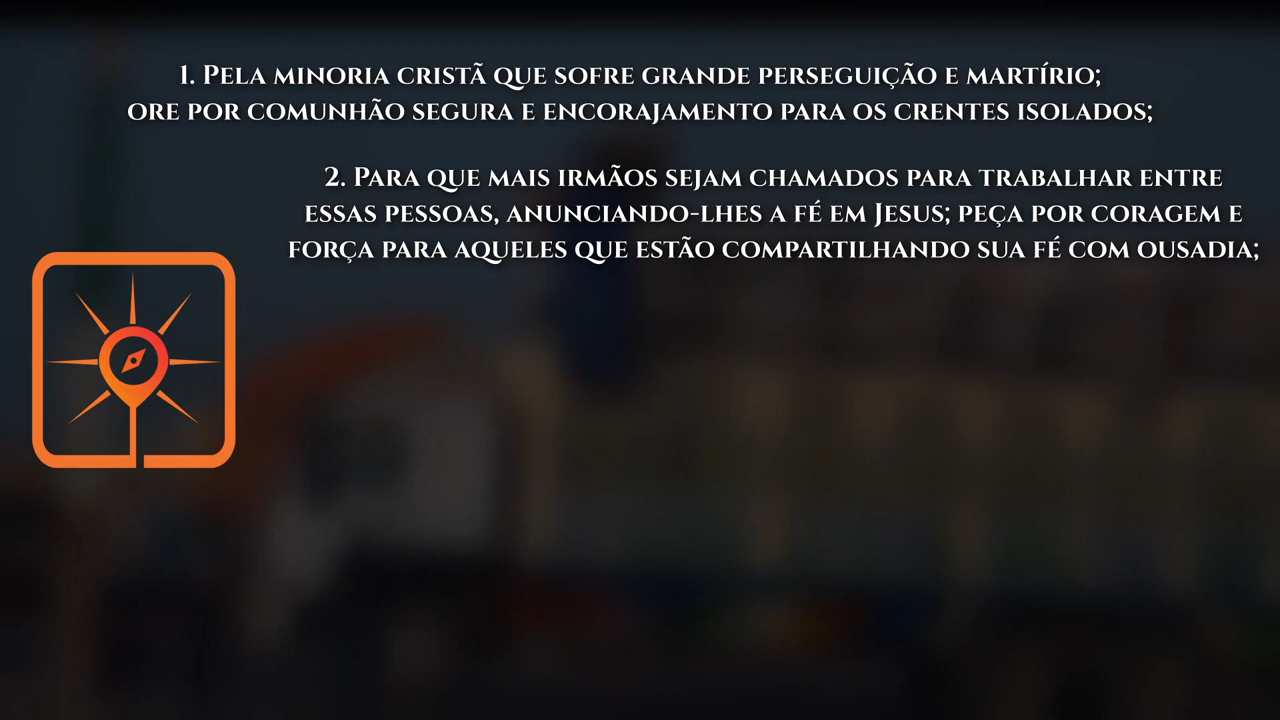 1. Pela minoria cristã que sofre grande perseguição e martírio;
ore por comunhão segura e encorajamento para os crentes isolados;
2. Para que mais irmãos sejam chamados para trabalhar entre
essas pessoas, anunciando-lhes a fé em Jesus; peça por coragem e
força para aqueles que estão compartilhando sua fé com ousadia;